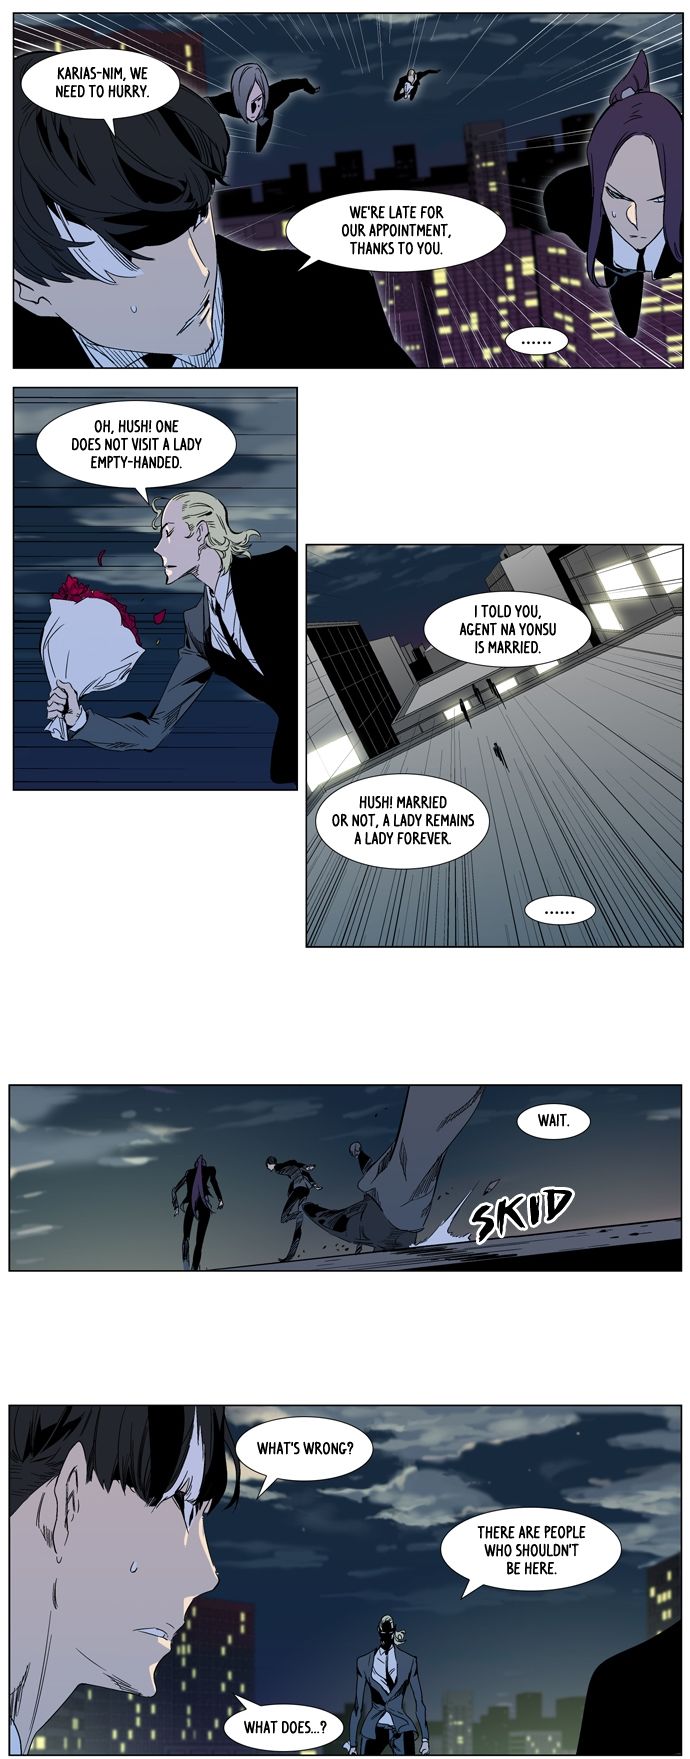 KARIAS-NIM, WE
NEED TO HURRY.
WE'RE LATE FOR
OUR APPOINTMENT,
THANKS TO YOU.
......
OH, HUSH! ONE
DOES NOT VISIT A LADY
EMPTY-HANDED.
I TOLD YOU,
AGENT NA YONSU
IS MARRIED.
HUSH! MARRIED
OR NOT, A LADY REMAINS
A LADY FOREVER.
......
WAIT.
SKID
WHAT'S WRONG?
THERE ARE PEOPLE
WHO SHOULDN'T
BE HERE.
WHAT DOES...?